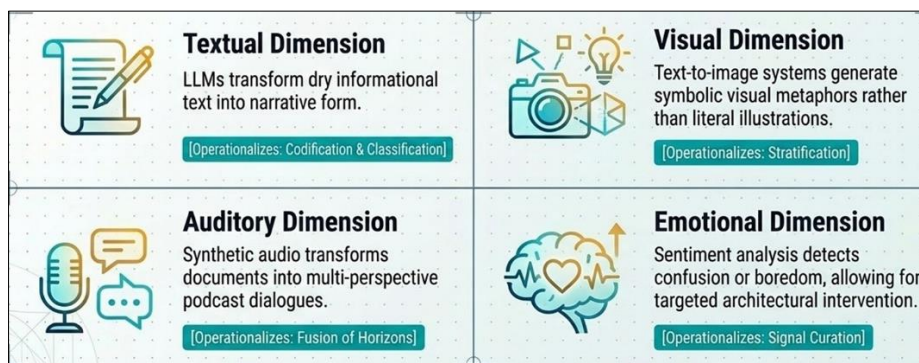 Textual Dimension
LLMs transform dry informational
text into narrative form.
[Operationalizes: Codification & Classification]
Visual Dimension
Text-to-image systems generate
symbolic visual metaphors rather
than literal illustrations.
[Operationalizes: Stratification]
Auditory Dimension
Synthetic audio transforms
documents into multi-perspective
podcast dialogues.
[Operationalizes: Fusion of Horizons]
Emotional Dimension
Sentiment analysis detects
confusion or boredom, allowing for
targeted architectural intervention.
[Operationalizes: Signal Curation]